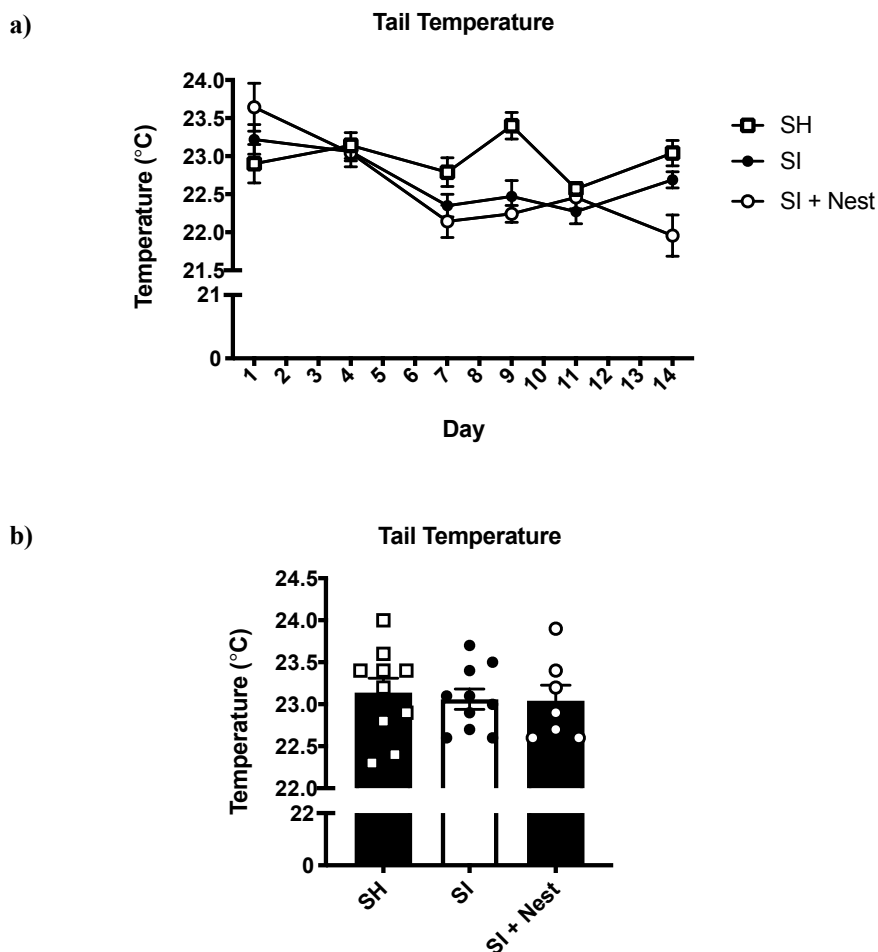 a)
Tail Temperature
Temperature (°C)
24.0
23.5
23.0
22.5
22.0
21.5
21
0
1 2 3 4 5 6 7 8 9 10 11 12 13 14
Day
SH
SI
SI + Nest
b)
Tail Temperature
Temperature (°C)
24.5
24.0
23.5
23.0
22.5
22.0
22
0
SH SI SI + Nest